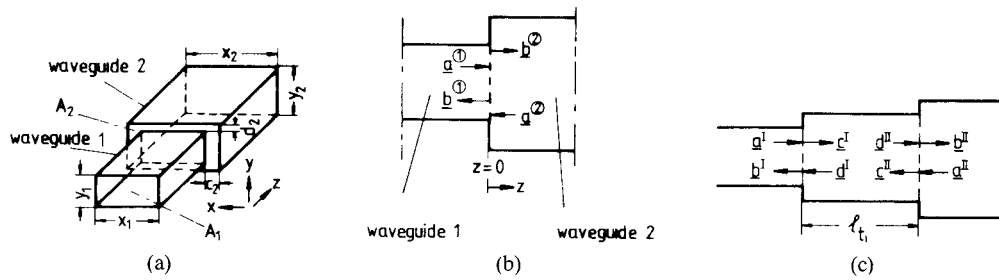 (a)
x₂
waveguide 2
y₂
A₂
d₂
waveguide 1
y₁
c₂
y
z
x
x₁
A₁
(b)
b②
a①
b①
a②
z=0
z
waveguide 1
waveguide 2
aᴵ cᴵ dᴵᴵ bᴵᴵ
bᴵ dᴵ cᴵᴵ aᴵᴵ
ℓt₁
(a)
(b)
(c)